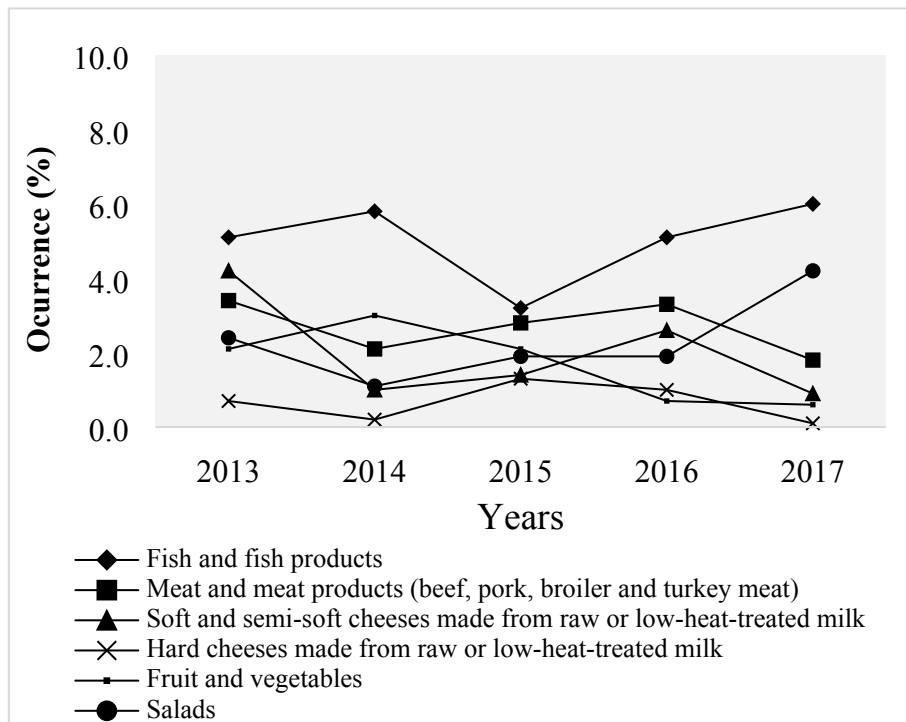 10.0
8.0
6.0
4.0
2.0
0.0
Ocurrence (%)
2013 2014 2015 2016 2017
Years
Fish and fish products
Meat and meat products (beef, pork, broiler and turkey meat)
Soft and semi-soft cheeses made from raw or low-heat-treated milk
Hard cheeses made from raw or low-heat-treated milk
Fruit and vegetables
Salads